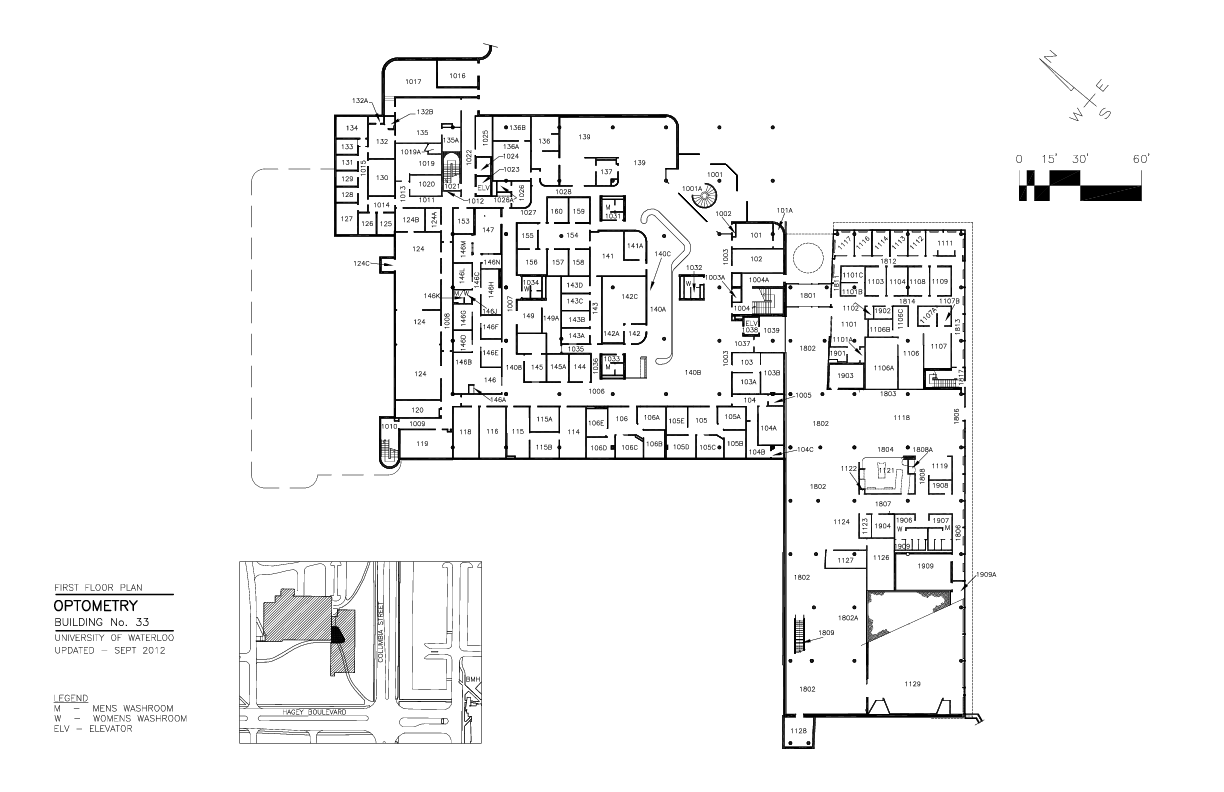 1017
1016
132A
132B
134
132
135
135A
1025
136B
136
139
133
1019A
1022
136A
1024
139
131
1015
1019
1023
137
1001
129
130
1020
1021
ELV
1026
1001A
128
1013
1011
1012
1026A
1028
1014
1027
160
159
M
1031
1002
101A
127
126
125
124B
124A
153
147
155
154
101
124
146M
141A
1003
102
156
157
158
141
140C
124C
146N
146L
146C
1034
W
143D
1032
W
1003A
1004A
146K
M/W
146H
1007
143C
142C
140A
1004
146J
143
124
1008
146G
146F
149
149A
143B
ELV
1038
1039
146D
143A
142A
142
1037
1035
146B
146E
1036
1033
M
1003
103
103B
124
146
140B
145
145A
144
140B
103A
146A
1006
104
1005
120
1009
1010
119
118
116
115
115A
115B
114
106E
106
106A
105E
105
105A
104A
106D
106C
106B
105D
105C
105B
104B
104C
N
E
W
S
0 15' 30' 60'
1117
1116
1114
1113
1112
1111
1812
1811
1101C
1101B
1103
1104
1108
1109
1801
1814
1107B
1102
1902
1106C
1107A
1101
1106B
1813
1802
1101A
1901
1106
1107
1903
1106A
1817
1803
1118
1806
1802
1804
1808A
1122
1121
1808
1119
1908
1802
1807
1124
1123
1904
1906
W
1907
M
1806
1909
1127
1126
1909
1909A
1802
1802A
1809
1802
1129
1128
FIRST FLOOR PLAN
OPTOMETRY
BUILDING No. 33
UNIVERSITY OF WATERLOO
UPDATED – SEPT 2012
LEGEND
M – MENS WASHROOM
W – WOMENS WASHROOM
ELV – ELEVATOR
COLUMBIA STREET
BMH
HAGEY BOULEVARD